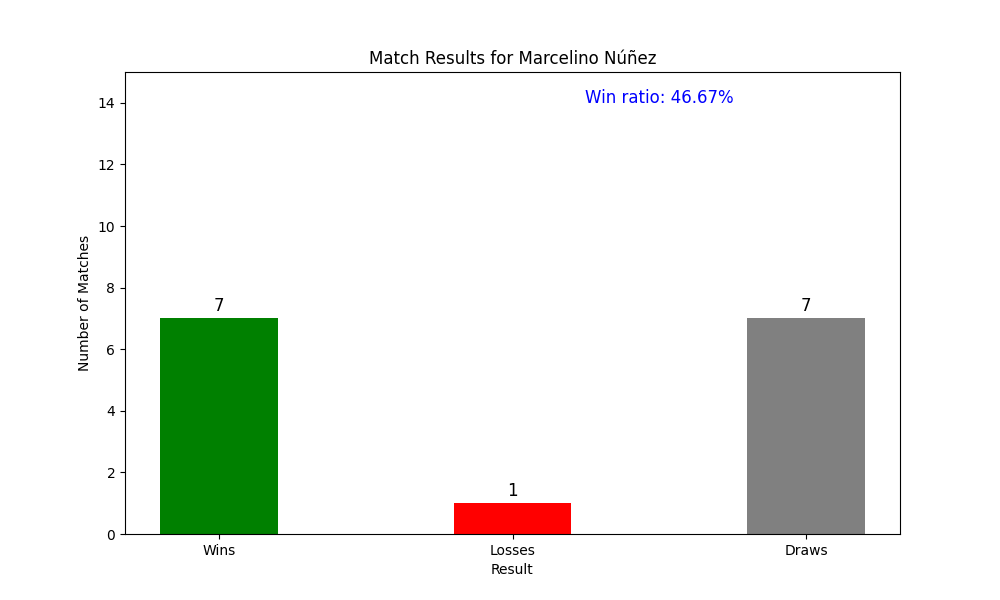 Match Results for Marcelino Núñez
Win ratio: 46.67%
14
12
10
8
6
4
2
0
Number of Matches
7
1
7
Wins
Losses
Draws
Result